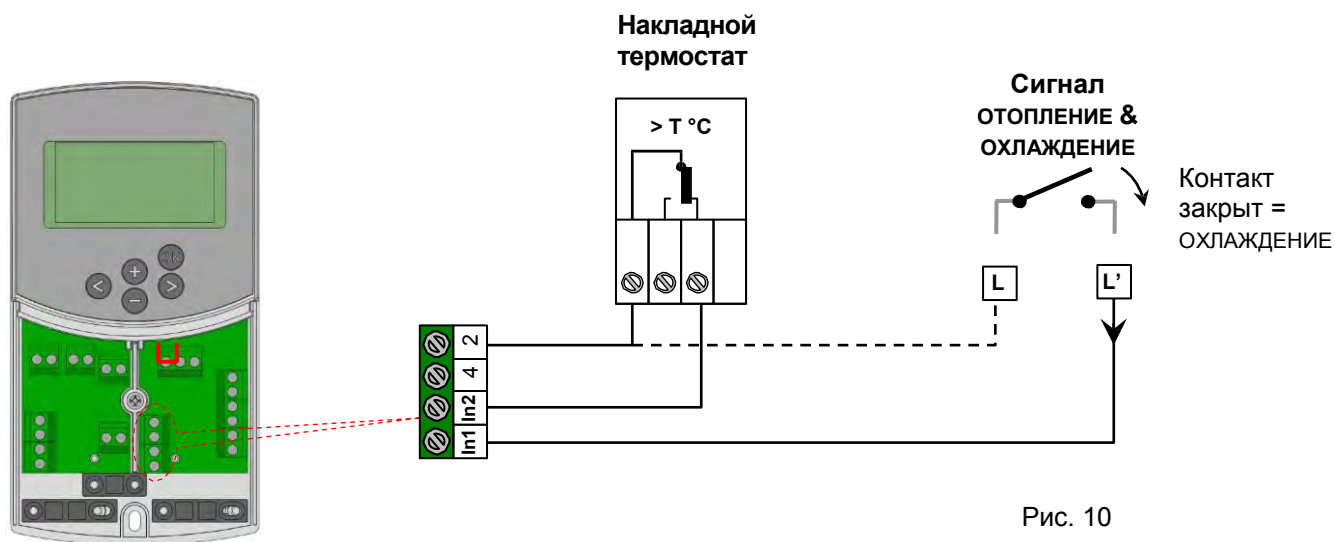 Накладной
термостат
> T °C
Сигнал
ОТОПЛЕНИЕ &
ОХЛАЖДЕНИЕ
Контакт
закрыт =
ОХЛАЖДЕНИЕ
L
L’
2
4
In2
In1
<
+
−
>
Рис. 10